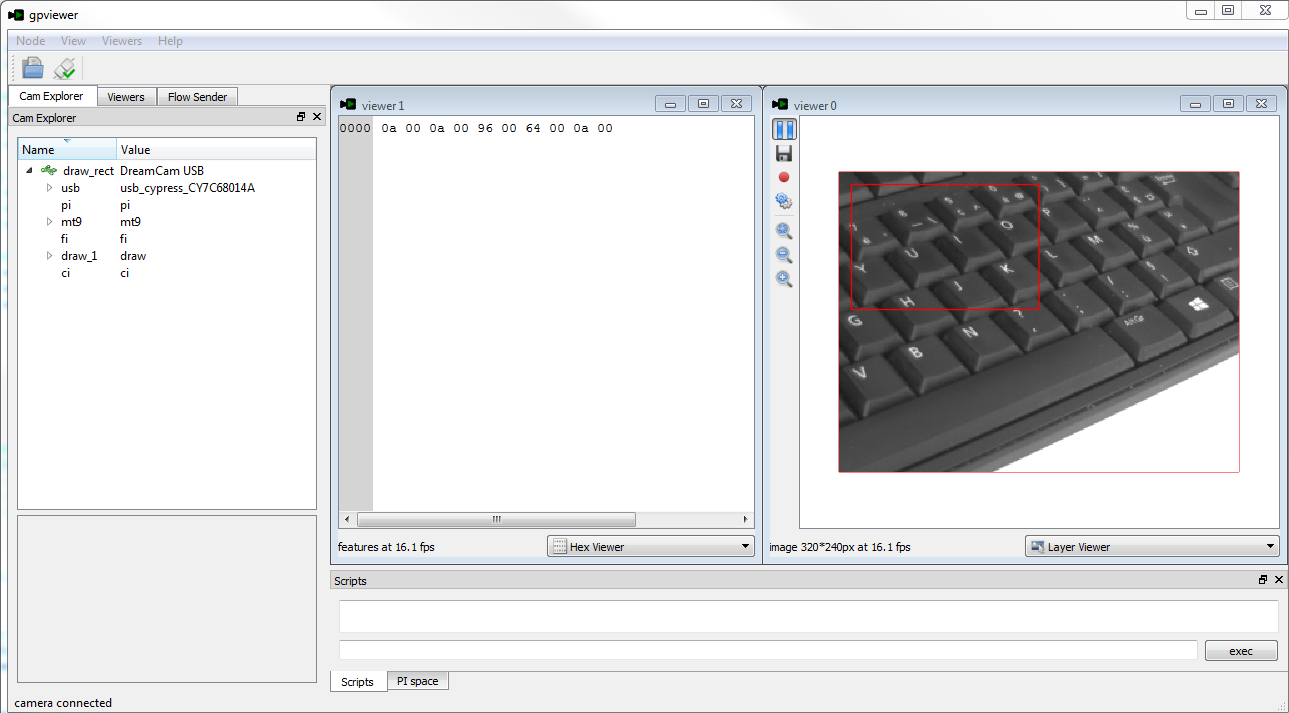 gpviewer
Node View Viewers Help
Cam Explorer Viewers Flow Sender
Cam Explorer
Name Value
draw_rect DreamCam USB
usb usb_cypress_CY7C68014A
pi pi
mt9 mt9
fi fi
draw_1 draw
ci ci
viewer 1
0000 0a 00 0a 00 96 00 64 00 0a 00
features at 16.1 fps
Hex Viewer
viewer 0
O P
Y U I L M
H J K
G
V B N
AltGr
image 320*240px at 16.1 fps
Layer Viewer
Scripts
exec
Scripts PI space
camera connected